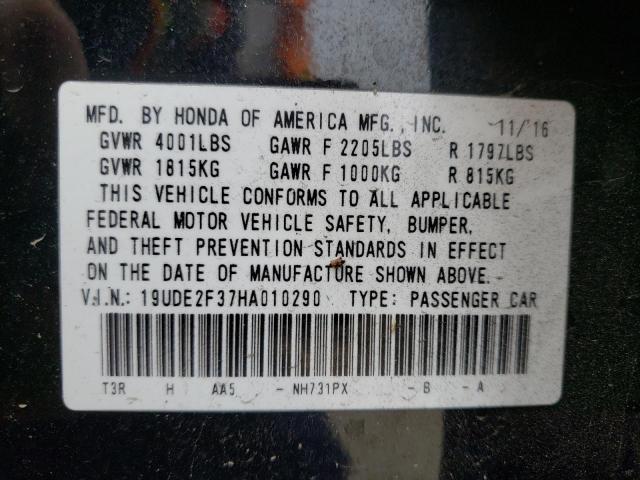 MFD. BY HONDA OF AMERICA MFG., INC. 11/'16
GVWR 4001LBS GAWR F 2205LBS R 1797LBS
GVWR 1815KG GAWR F 1000KG R 815KG
THIS VEHICLE CONFORMS TO ALL APPLICABLE
FEDERAL MOTOR VEHICLE SAFETY, BUMPER,
AND THEFT PREVENTION STANDARDS IN EFFECT
ON THE DATE OF MANUFACTURE SHOWN ABOVE.
V.I.N.: 19UDE2F37HA010290 TYPE: PASSENGER CAR
T3R H AA5 - NH731PX - B - A